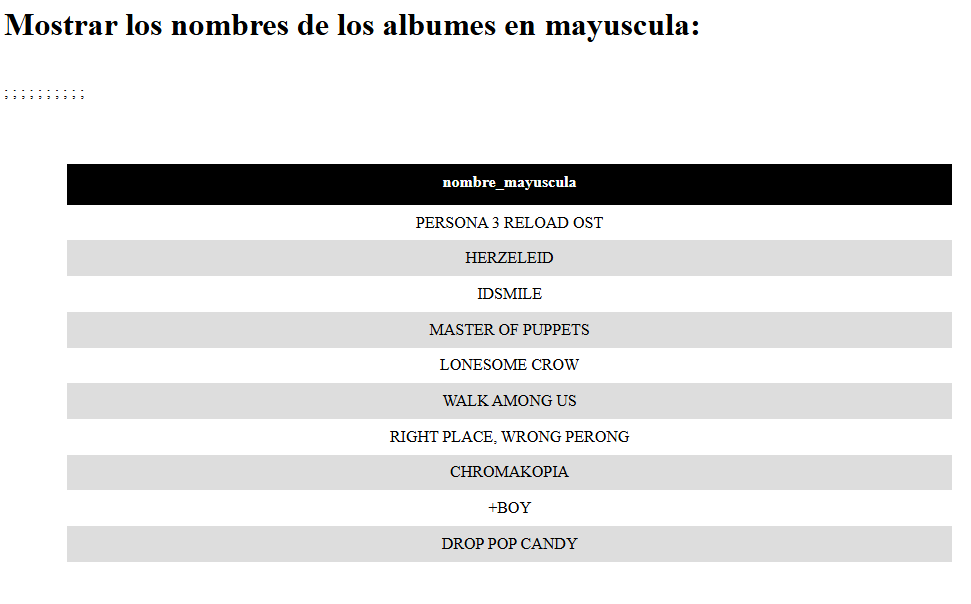 Mostrar los nombres de los albumes en mayuscula:
; ; ; ; ; ; ; ; ; ;
nombre_mayuscula
PERSONA 3 RELOAD OST
HERZELEID
IDSMILE
MASTER OF PUPPETS
LONESOME CROW
WALK AMONG US
RIGHT PLACE, WRONG PERONG
CHROMAKOPIA
+BOY
DROP POP CANDY